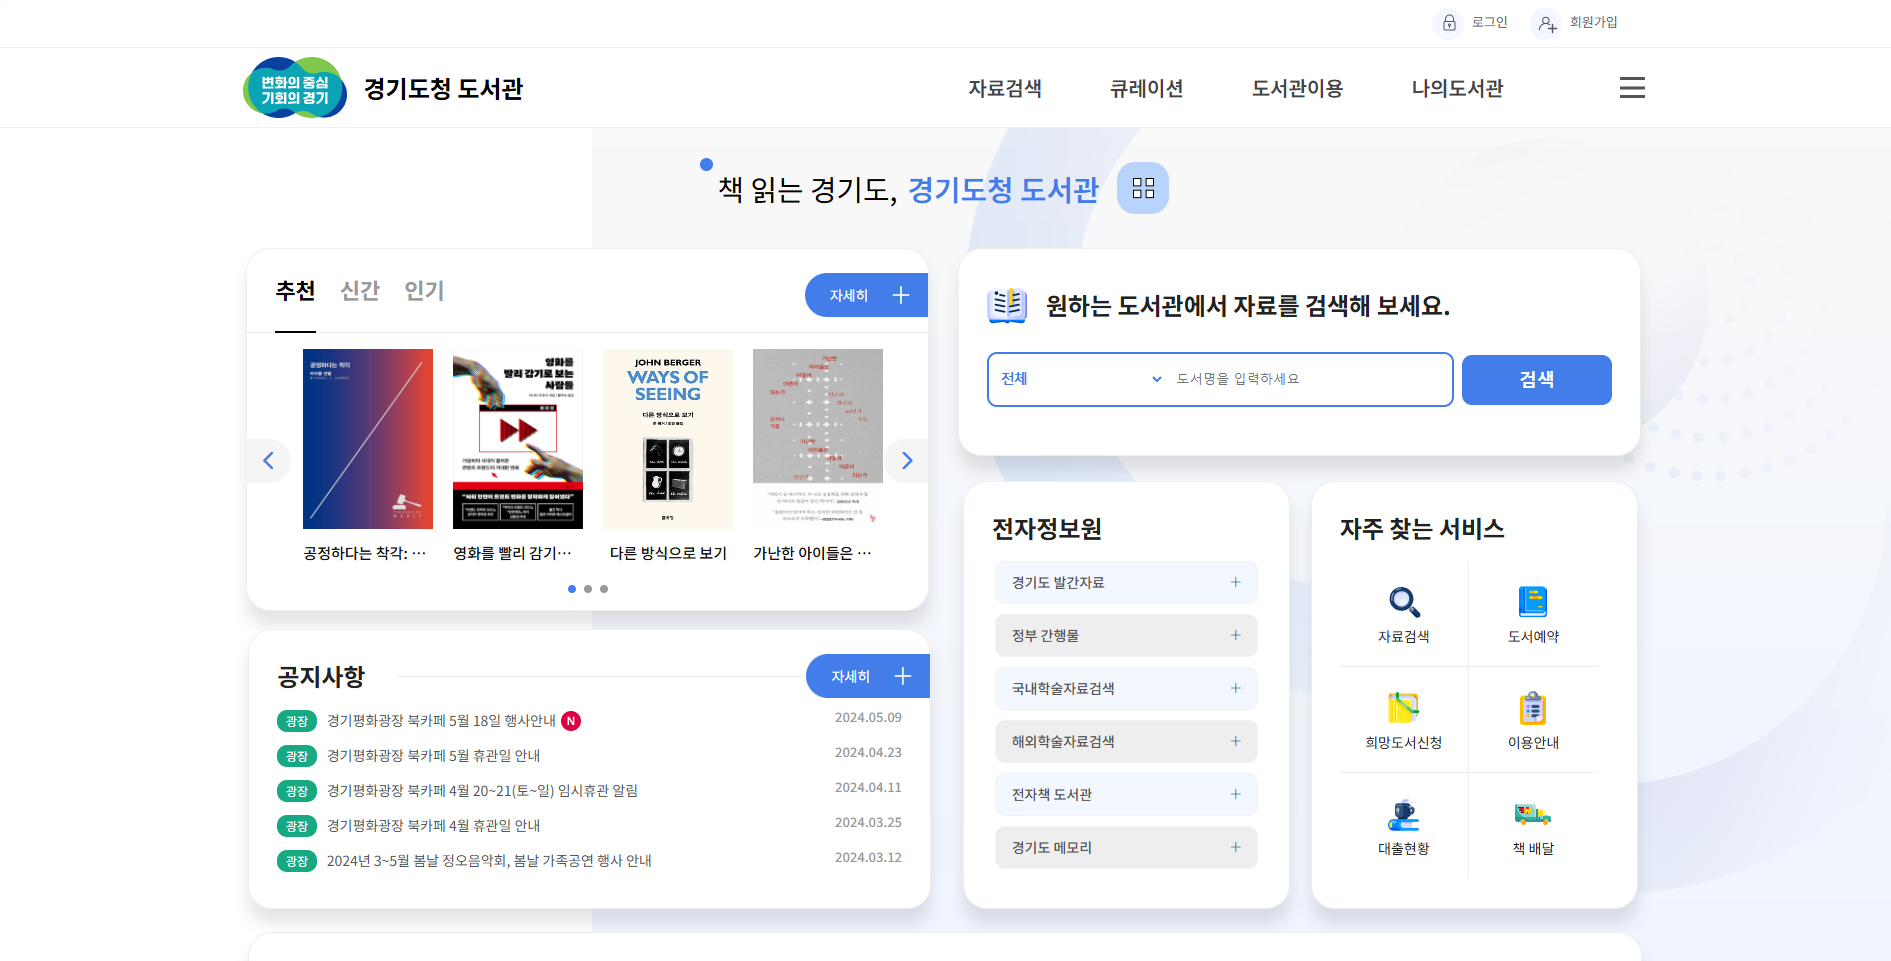 로그인
회원가입
변화의 중심
기회의 경기
경기도청 도서관
자료검색
큐레이션
도서관이용
나의도서관
책 읽는 경기도, 경기도청 도서관
추천
신간
인기
자세히
공정하다는 착각
영화를
빨리 감기로 보는
사람들
JOHN BERGER
WAYS OF
SEEING
다른 방식으로 보기
공정하다는 착각: …
영화를 빨리 감기…
다른 방식으로 보기
가난한 아이들은 …
원하는 도서관에서 자료를 검색해 보세요.
전체
도서명을 입력하세요
검색
공지사항
자세히
광장 경기평화광장 북카페 5월 18일 행사안내 N 2024.05.09
광장 경기평화광장 북카페 5월 휴관일 안내 2024.04.23
광장 경기평화광장 북카페 4월 20~21(토~일) 임시휴관 알림 2024.04.11
광장 경기평화광장 북카페 4월 휴관일 안내 2024.03.25
광장 2024년 3~5월 봄날 정오음악회, 봄날 가족공연 행사 안내 2024.03.12
전자정보원
경기도 발간자료 +
정부 간행물 +
국내학술자료검색 +
해외학술자료검색 +
전자책 도서관 +
경기도 메모리 +
자주 찾는 서비스
자료검색
도서예약
희망도서신청
이용안내
대출현황
책 배달